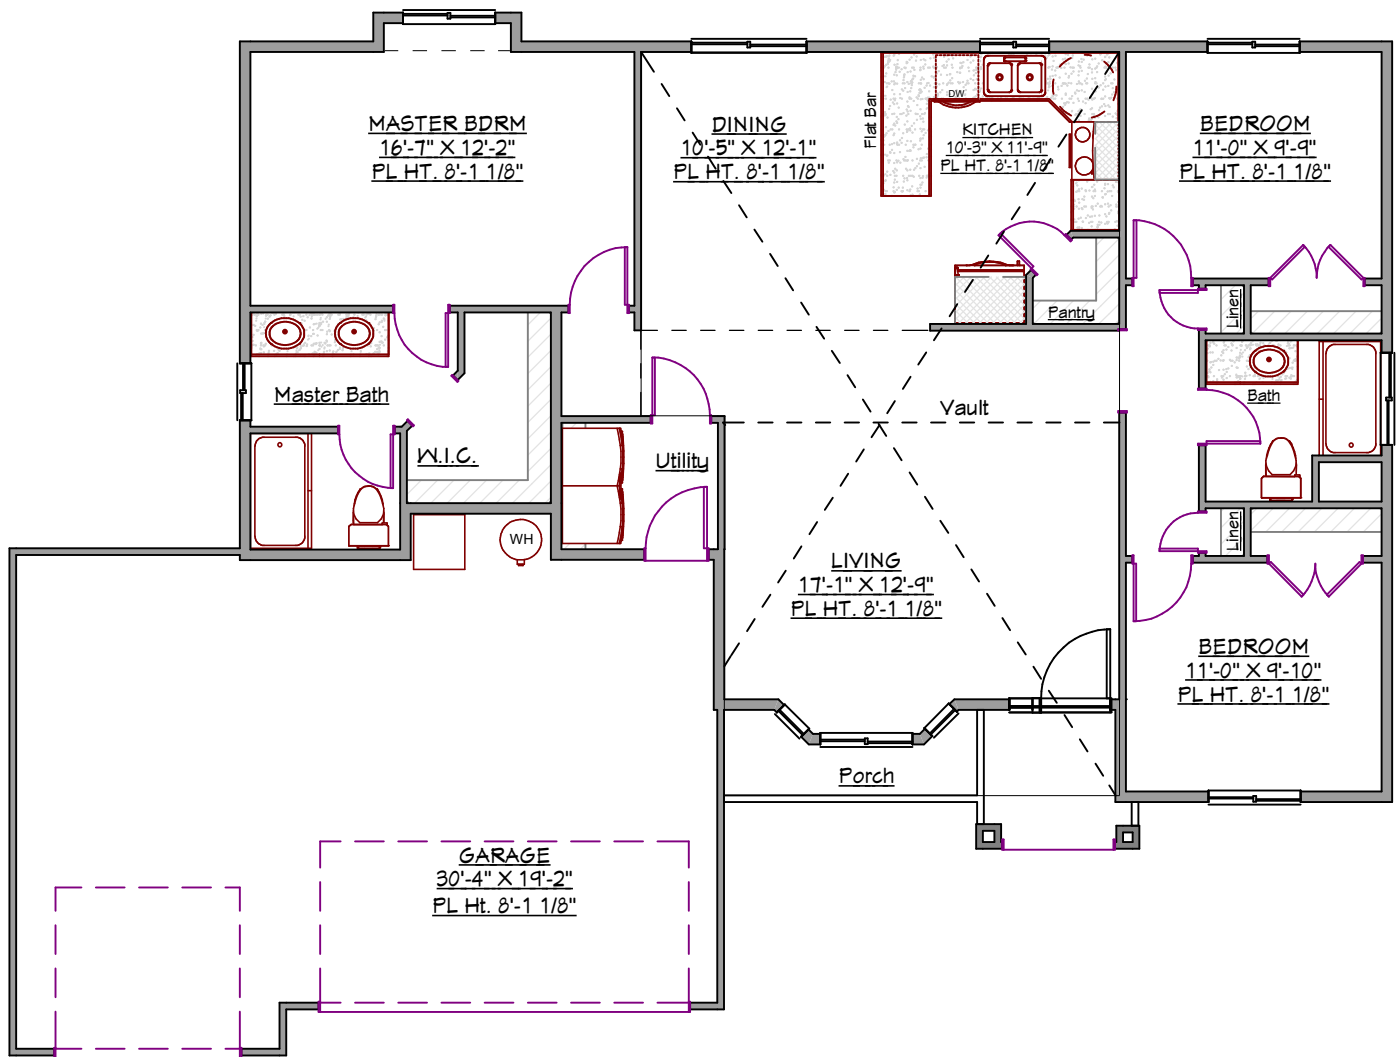 MASTER BDRM
16'-7" X 12'-2"
PL HT. 8'-1 1/8"
DINING
10'-5" X 12'-1"
PL HT. 8'-1 1/8"
Flat Bar
DW
KITCHEN
10'-3" X 11'-9"
PL HT. 8'-1 1/8"
BEDROOM
11'-0" X 9'-9"
PL HT. 8'-1 1/8"
Pantry
Linen
Master Bath
Bath
Vault
W.I.C.
Utility
WH
Linen
LIVING
17'-1" X 12'-9"
PL HT. 8'-1 1/8"
BEDROOM
11'-0" X 9'-10"
PL HT. 8'-1 1/8"
Porch
GARAGE
30'-4" X 19'-2"
PL Ht. 8'-1 1/8"